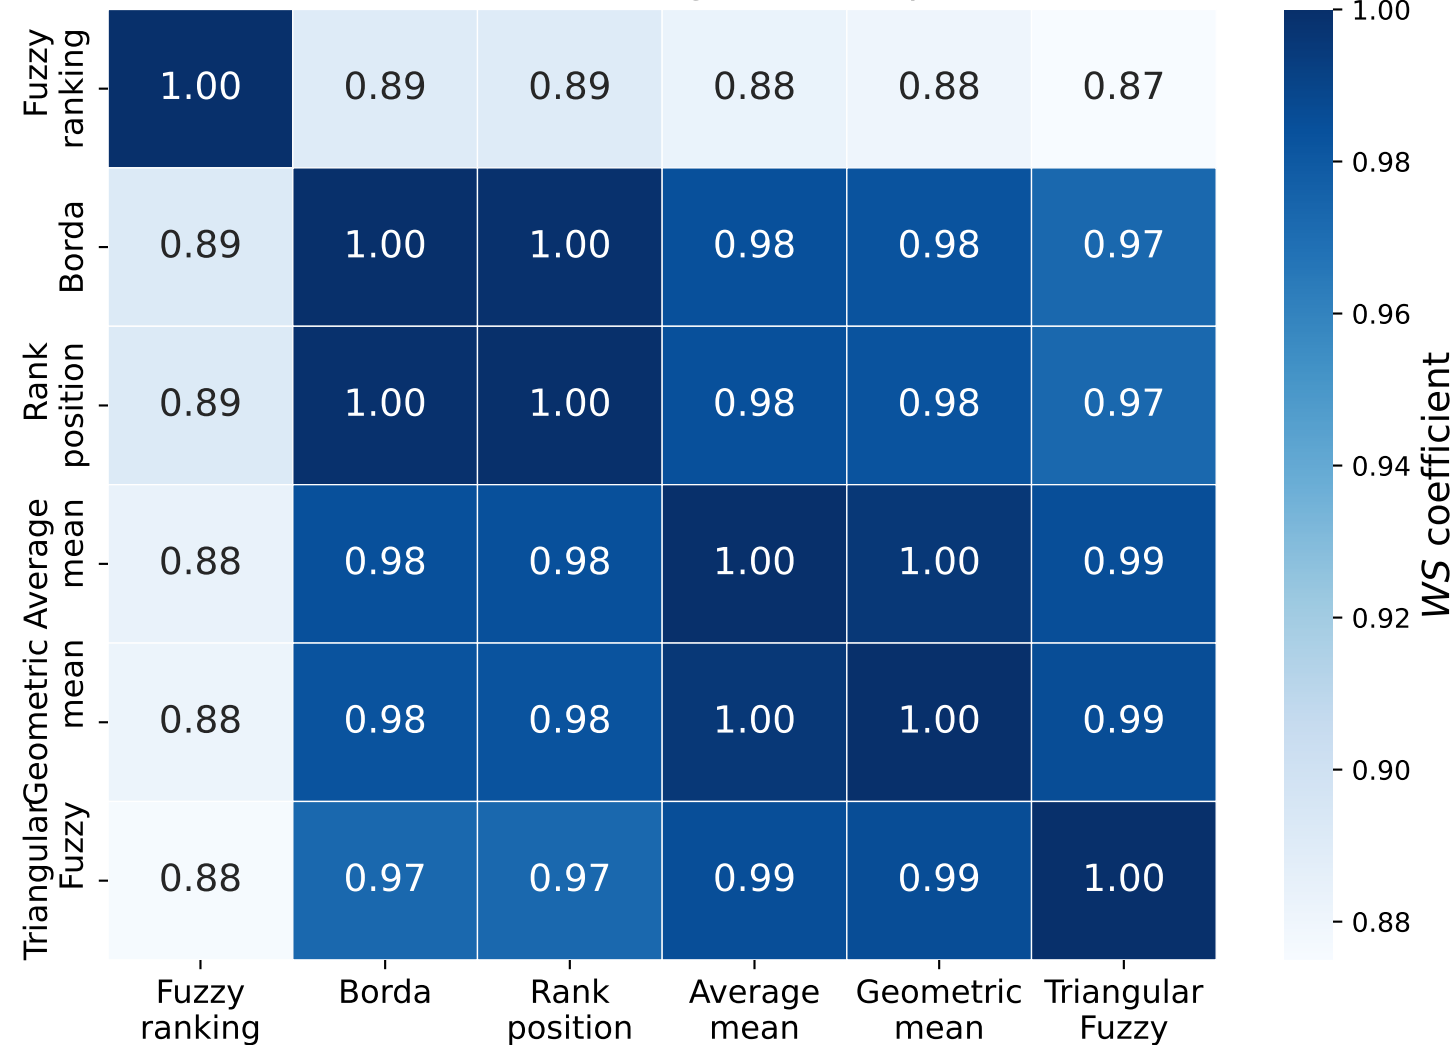 Fuzzy
ranking
1.00 0.89 0.89 0.88 0.88 0.87
Borda
0.89 1.00 1.00 0.98 0.98 0.97
Rank
position
0.89 1.00 1.00 0.98 0.98 0.97
Average
mean
0.88 0.98 0.98 1.00 1.00 0.99
Geometric
mean
0.88 0.98 0.98 1.00 1.00 0.99
Triangular
Fuzzy
0.88 0.97 0.97 0.99 0.99 1.00
Fuzzy
ranking
Borda
Rank
position
Average
mean
Geometric
mean
Triangular
Fuzzy
1.00
0.98
0.96
0.94
0.92
0.90
0.88
WS coefficient